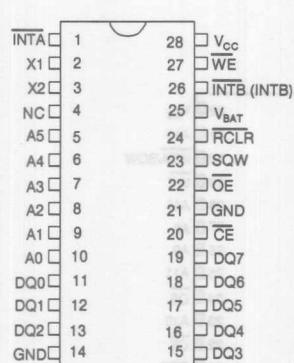 INTA 1 28 VCC
X1 2 27 WE
X2 3 26 INTB (INTB)
NC 4 25 VBAT
A5 5 24 RCLR
A4 6 23 SQW
A3 7 22 OE
A2 8 21 GND
A1 9 20 CE
A0 10 19 DQ7
DQ0 11 18 DQ6
DQ1 12 17 DQ5
DQ2 13 16 DQ4
GND 14 15 DQ3